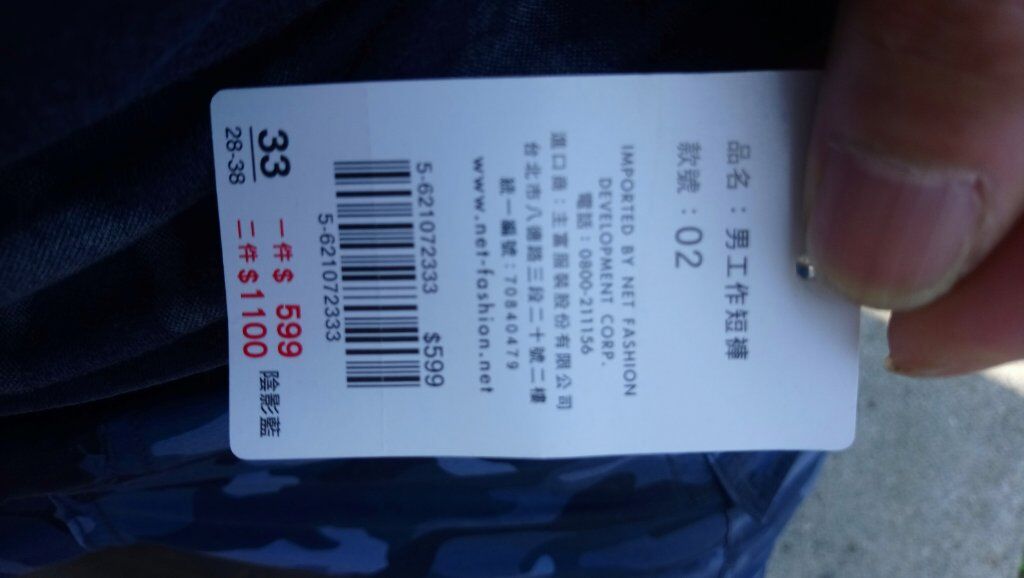 品名：男工作短褲
款號：02
IMPORTED BY NET FASHION
DEVELOPMENT CORP.
電話：0800-211156
進口商：主富服裝股份有限公司
台北市八德路三段二十號二樓
統一編號：70840479
www.net-fashion.net
5-621072333 $599
5-621072333
33 一件$ 599 陰影藍
28-38 二件$1100